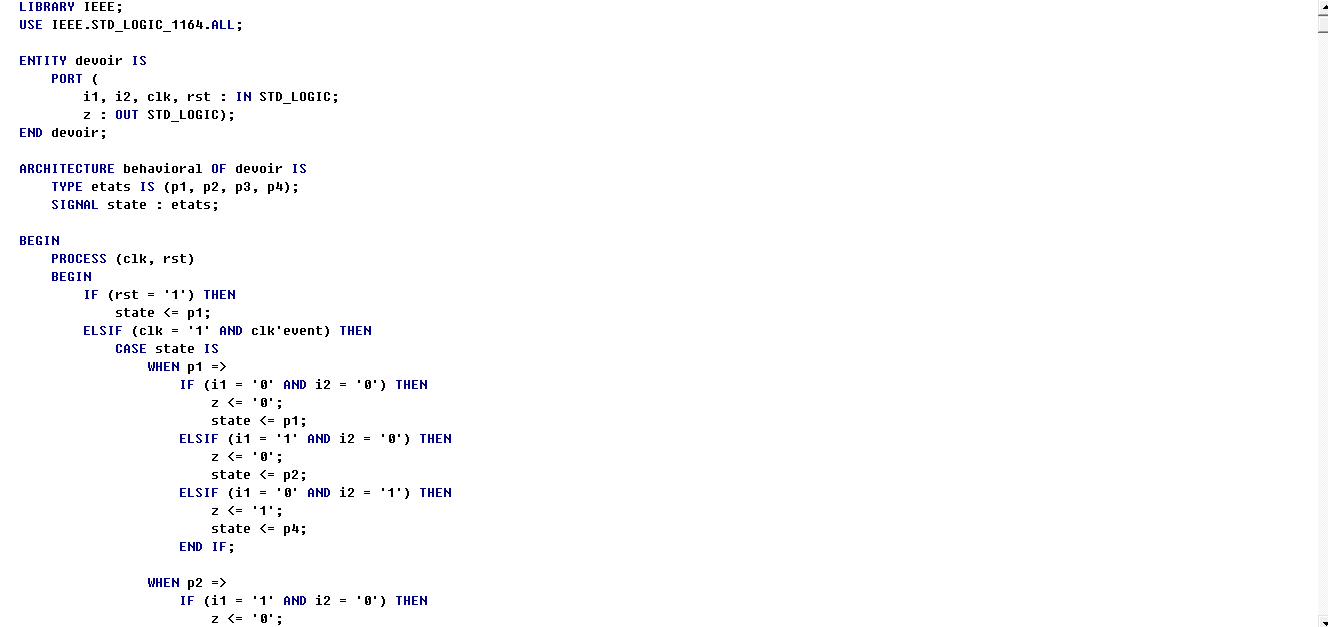 LIBRARY IEEE;
USE IEEE.STD_LOGIC_1164.ALL;
ENTITY devoir IS
PORT (
i1, i2, clk, rst : IN STD_LOGIC;
z : OUT STD_LOGIC);
END devoir;
ARCHITECTURE behavioral OF devoir IS
TYPE etats IS (p1, p2, p3, p4);
SIGNAL state : etats;
BEGIN
PROCESS (clk, rst)
BEGIN
IF (rst = '1') THEN
state <= p1;
ELSIF (clk = '1' AND clk'event) THEN
CASE state IS
WHEN p1 =>
IF (i1 = '0' AND i2 = '0') THEN
z <= '0';
state <= p1;
ELSIF (i1 = '1' AND i2 = '0') THEN
z <= '0';
state <= p2;
ELSIF (i1 = '0' AND i2 = '1') THEN
z <= '1';
state <= p4;
END IF;
WHEN p2 =>
IF (i1 = '1' AND i2 = '0') THEN
z <= '0';